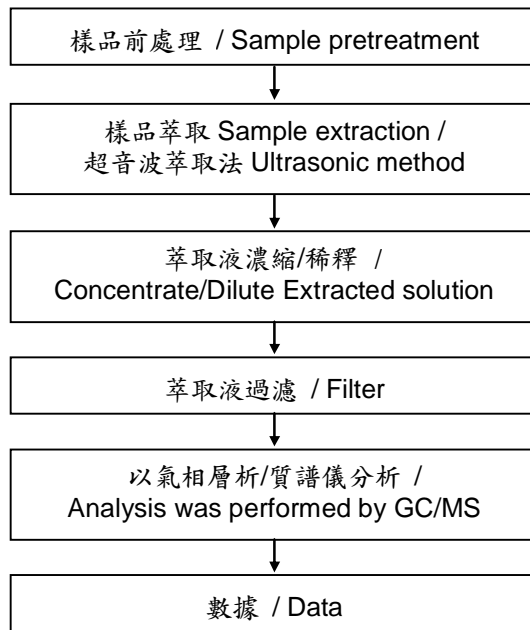 樣品前處理 / Sample pretreatment
樣品萃取 Sample extraction /
超音波萃取法 Ultrasonic method
萃取液濃縮/稀釋 /
Concentrate/Dilute Extracted solution
萃取液過濾 / Filter
以氣相層析/質譜儀分析 /
Analysis was performed by GC/MS
數據 / Data